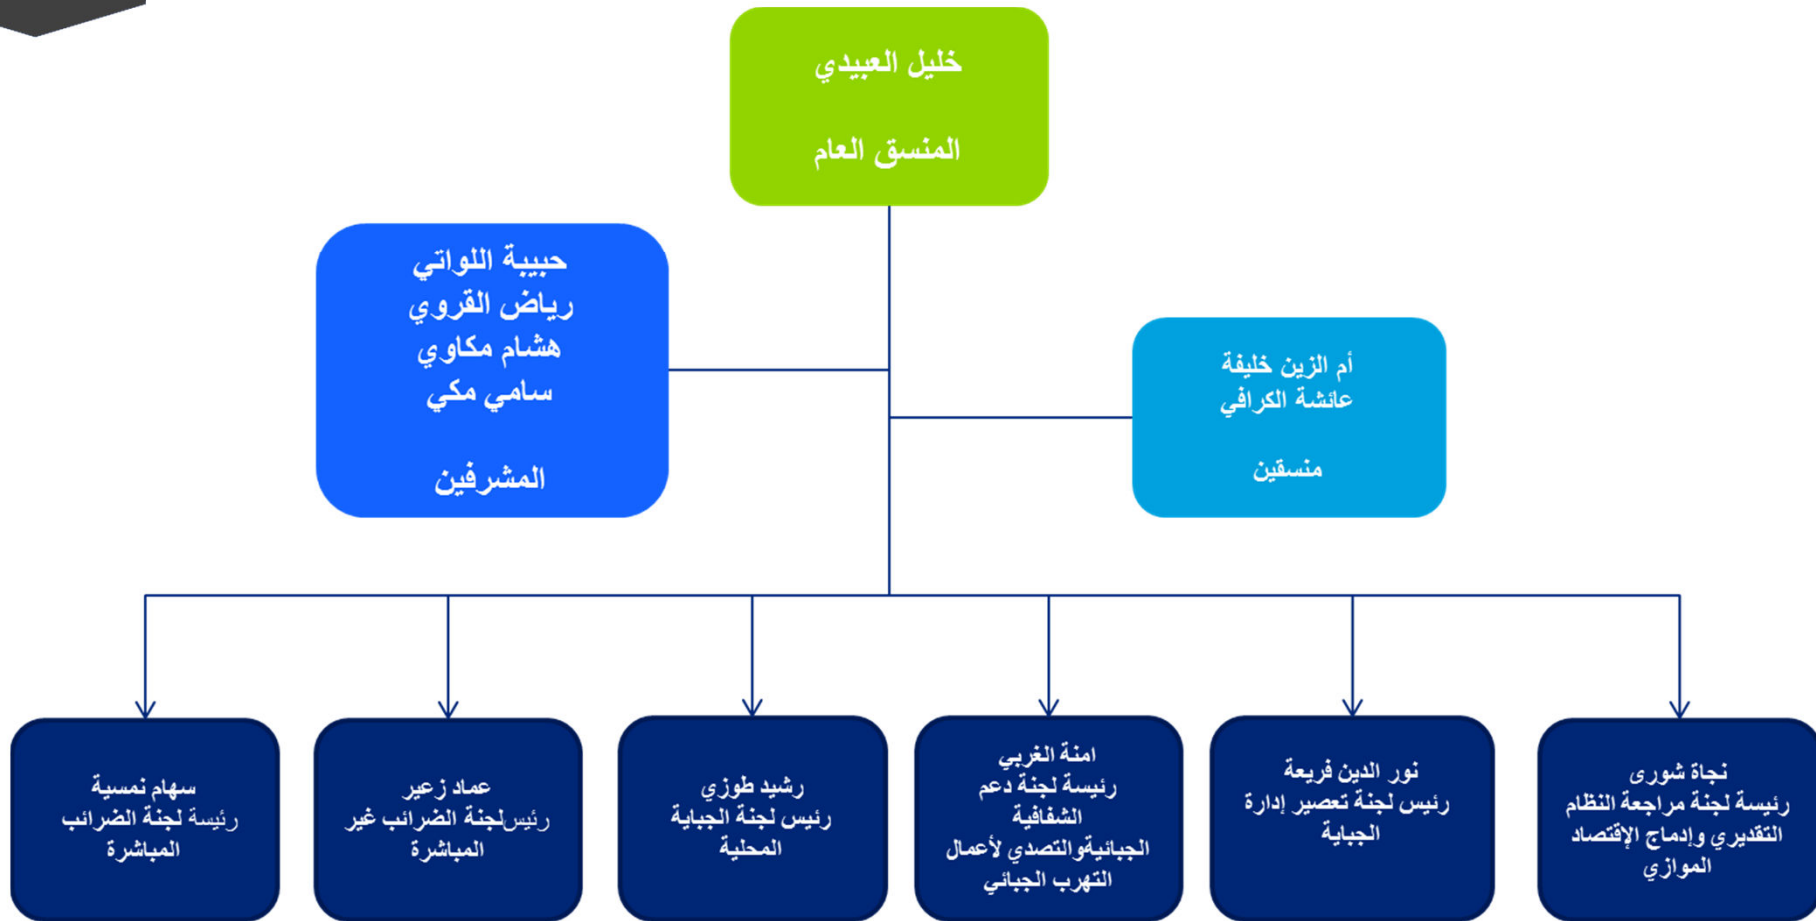 خليل العبيدي
المنسق العام
حبيبة اللواتي
رياض القروي
هشام مكاوي
سامي مكي
المشرفين
أم الزين خليفة
عائشة الكرافي
منسقين
نجاة شورى
رئيسة لجنة مراجعة النظام
التقديري وإدماج الإقتصاد
الموازي
نور الدين فريعة
رئيس لجنة تعصير إدارة
الجباية
امنة الغربي
رئيسة لجنة دعم
الشفافية
الجبائيةوالتصدي لأعمال
التهرب الجبائي
رشيد طوزي
رئيس لجنة الجباية
المحلية
عماد زعير
رئيسلجنة الضرائب غير
المباشرة
سهام نمسية
رئيسة لجنة الضرائب
المباشرة